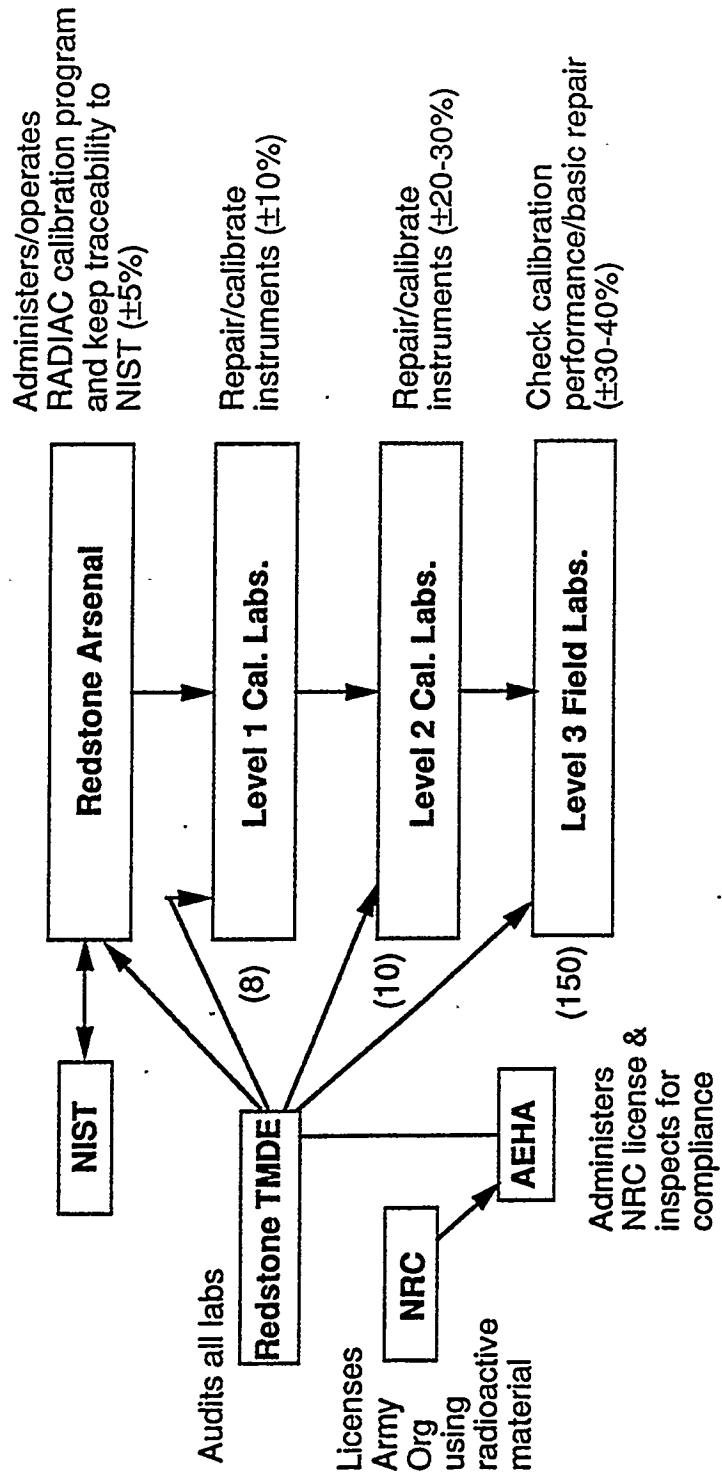 NIST
Redstone Arsenal
Administers/operates
RADIAC calibration program
and keep traceability to
NIST (±5%)
Audits all labs
Redstone TMDE
(8)
Level 1 Cal. Labs.
Repair/calibrate
instruments (±10%)
Licenses
Army
Org
using
radioactive
material
NRC
(10)
Level 2 Cal. Labs.
Repair/calibrate
instruments (±20-30%)
AEHA
Administers
NRC license &
inspects for
compliance
(150)
Level 3 Field Labs.
Check calibration
performance/basic repair
(±30-40%)